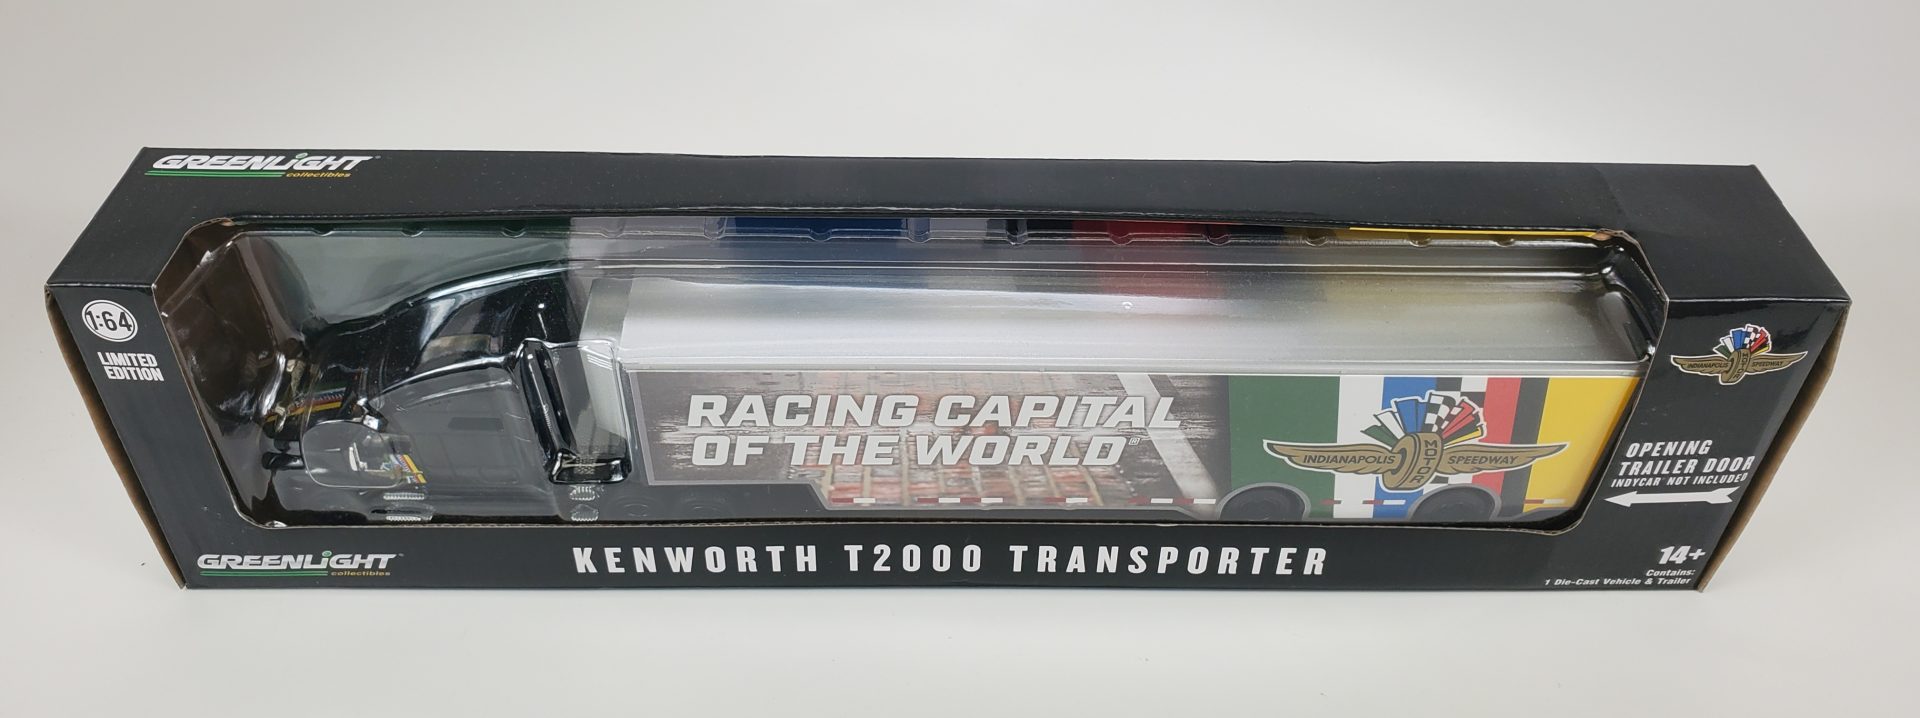 GREENLIGHT
collectibles
1:64
LIMITED
EDITION
RACING CAPITAL
OF THE WORLD®
INDIANAPOLIS MOTOR SPEEDWAY
INDIANAPOLIS MOTOR SPEEDWAY
OPENING
TRAILER DOOR
INDYCAR® NOT INCLUDED
GREENLIGHT
collectibles
KENWORTH T2000 TRANSPORTER
14+
Contains:
1 Die-Cast Vehicle & Trailer